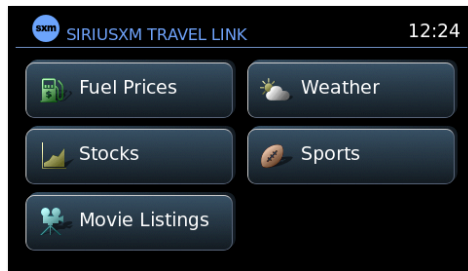 sxm SIRIUSXM TRAVEL LINK 12:24
Fuel Prices Weather
Stocks Sports
Movie Listings